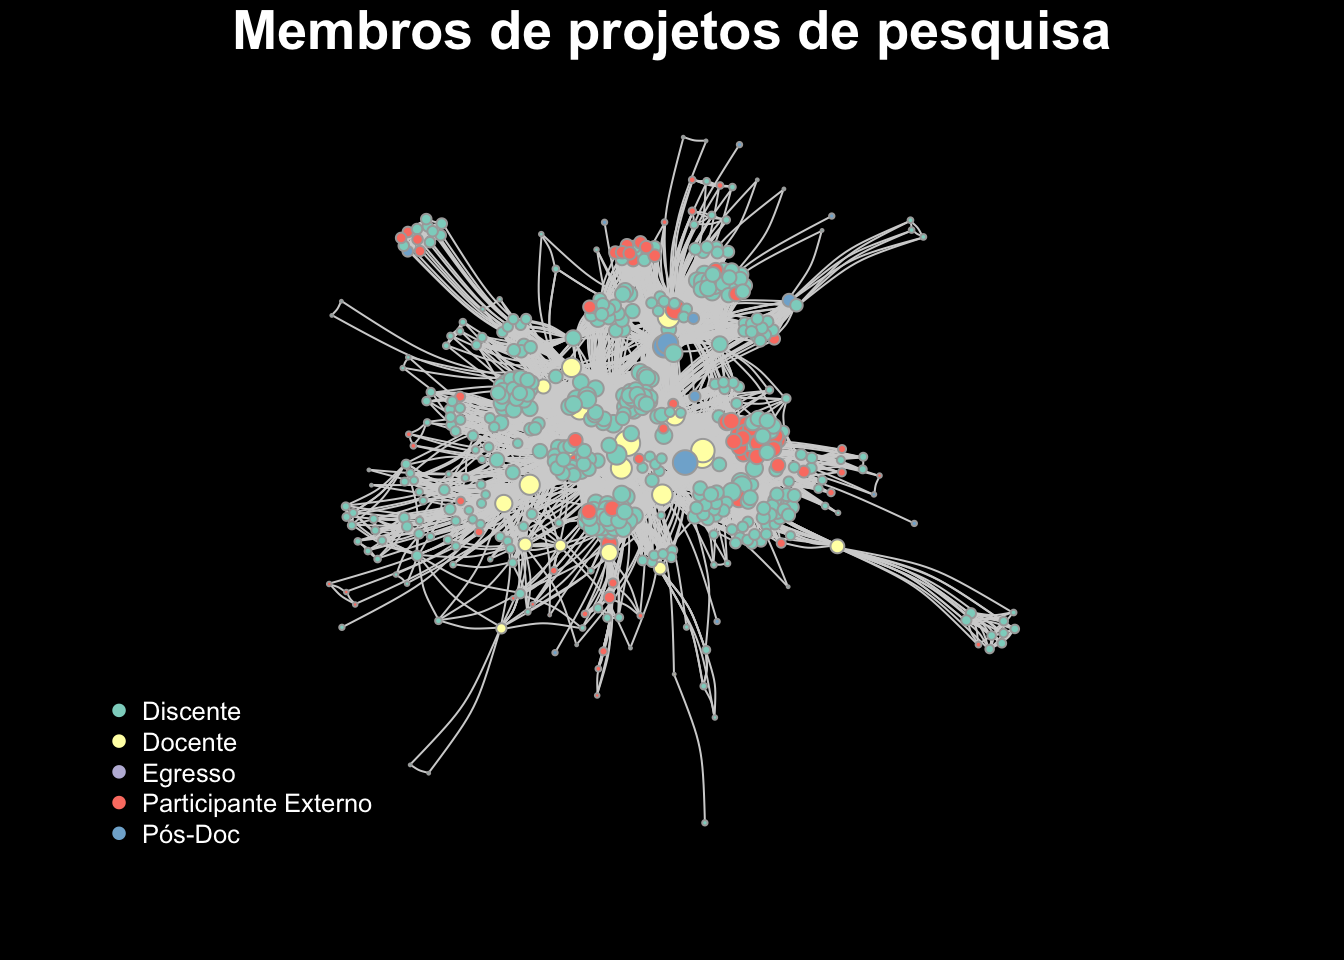 Membros de projetos de pesquisa
Discente
Docente
Egresso
Participante Externo
Pós-Doc